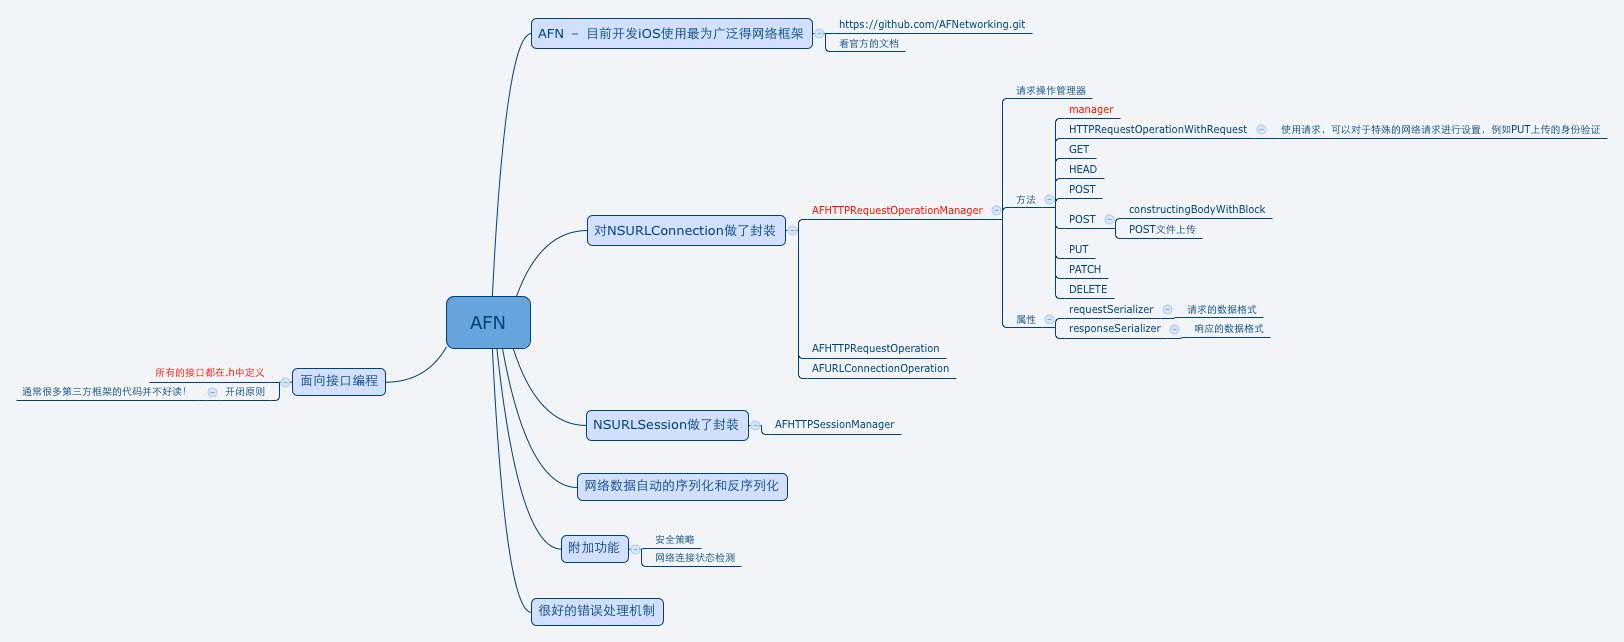 AFN － 目前开发iOS使用最为广泛得网络框架
https://github.com/AFNetworking.git
看官方的文档
对NSURLConnection做了封装
AFHTTPRequestOperationManager
请求操作管理器
方法
manager
HTTPRequestOperationWithRequest
使用请求，可以对于特殊的网络请求进行设置，例如PUT上传的身份验证
GET
HEAD
POST
POST
constructingBodyWithBlock
POST文件上传
PUT
PATCH
DELETE
属性
requestSerializer
请求的数据格式
responseSerializer
响应的数据格式
AFHTTPRequestOperation
AFURLConnectionOperation
AFN
面向接口编程
所有的接口都在.h中定义
开闭原则
通常很多第三方框架的代码并不好读！
NSURLSession做了封装
AFHTTPSessionManager
网络数据自动的序列化和反序列化
附加功能
安全策略
网络连接状态检测
很好的错误处理机制